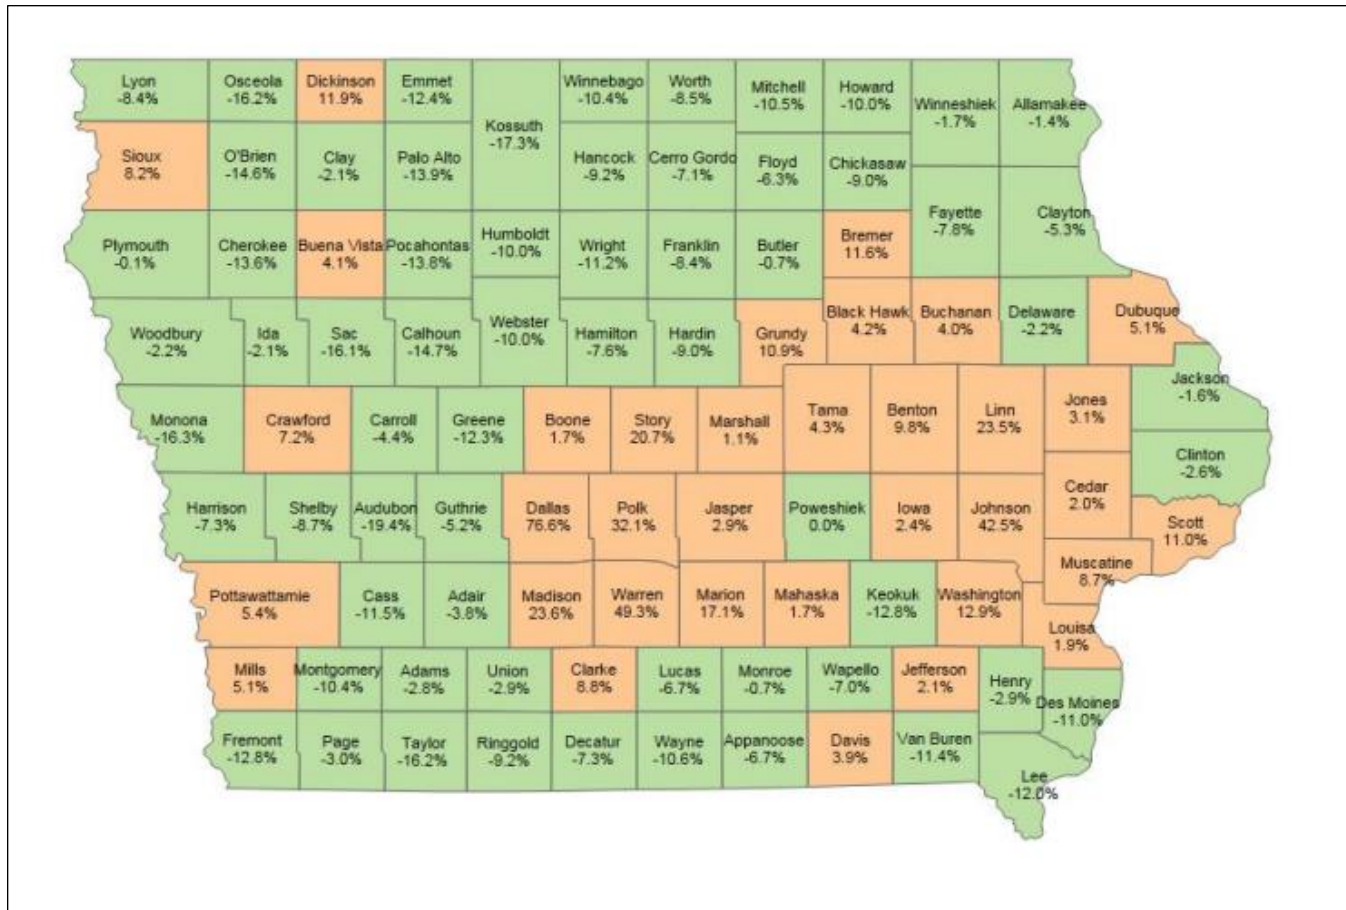 Lyon
-8.4%
Osceola
-16.2%
Dickinson
11.9%
Emmet
-12.4%
Kossuth
-17.3%
Winnebago
-10.4%
Worth
-8.5%
Mitchell
-10.5%
Howard
-10.0%
Winneshiek
-1.7%
Allamakee
-1.4%
Sioux
8.2%
O'Brien
-14.6%
Clay
-2.1%
Palo Alto
-13.9%
Hancock
-9.2%
Cerro Gordo
-7.1%
Floyd
-6.3%
Chickasaw
-9.0%
Fayette
-7.8%
Clayton
-5.3%
Plymouth
-0.1%
Cherokee
-13.6%
Buena Vista
4.1%
Pocahontas
-13.8%
Humboldt
-10.0%
Wright
-11.2%
Franklin
-8.4%
Butler
-0.7%
Bremer
11.6%
Woodbury
-2.2%
Ida
-2.1%
Sac
-16.1%
Calhoun
-14.7%
Webster
-10.0%
Hamilton
-7.6%
Hardin
-9.0%
Grundy
10.9%
Black Hawk
4.2%
Buchanan
4.0%
Delaware
-2.2%
Dubuque
5.1%
Jackson
-1.6%
Monona
-16.3%
Crawford
7.2%
Carroll
-4.4%
Greene
-12.3%
Boone
1.7%
Story
20.7%
Marshall
1.1%
Tama
4.3%
Benton
9.8%
Linn
23.5%
Jones
3.1%
Clinton
-2.6%
Harrison
-7.3%
Shelby
-8.7%
Audubon
-19.4%
Guthrie
-5.2%
Dallas
76.6%
Polk
32.1%
Jasper
2.9%
Poweshiek
0.0%
Iowa
2.4%
Johnson
42.5%
Cedar
2.0%
Scott
11.0%
Muscatine
8.7%
Pottawattamie
5.4%
Cass
-11.5%
Adair
-3.8%
Madison
23.6%
Warren
49.3%
Marion
17.1%
Mahaska
1.7%
Keokuk
-12.8%
Washington
12.9%
Louisa
1.9%
Mills
5.1%
Montgomery
-10.4%
Adams
-2.8%
Union
-2.9%
Clarke
8.8%
Lucas
-6.7%
Monroe
-0.7%
Wapello
-7.0%
Jefferson
2.1%
Henry
-2.9%
Des Moines
-11.0%
Fremont
-12.8%
Page
-3.0%
Taylor
-16.2%
Ringgold
-9.2%
Decatur
-7.3%
Wayne
-10.6%
Appanoose
-6.7%
Davis
3.9%
Van Buren
-11.4%
Lee
-12.0%